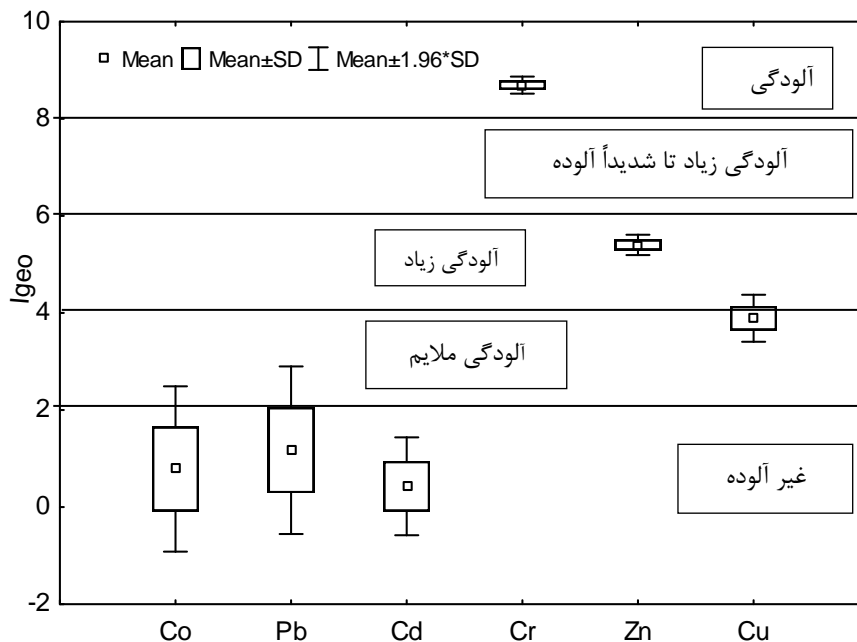 10
Mean Mean±SD Mean±1.96*SD
آلودگی
8
آلودگی زیاد تا شدیداً آلوده
6
آلودگی زیاد
Igeo
4
آلودگی ملایم
2
غیر آلوده
0
-2
Co Pb Cd Cr Zn Cu